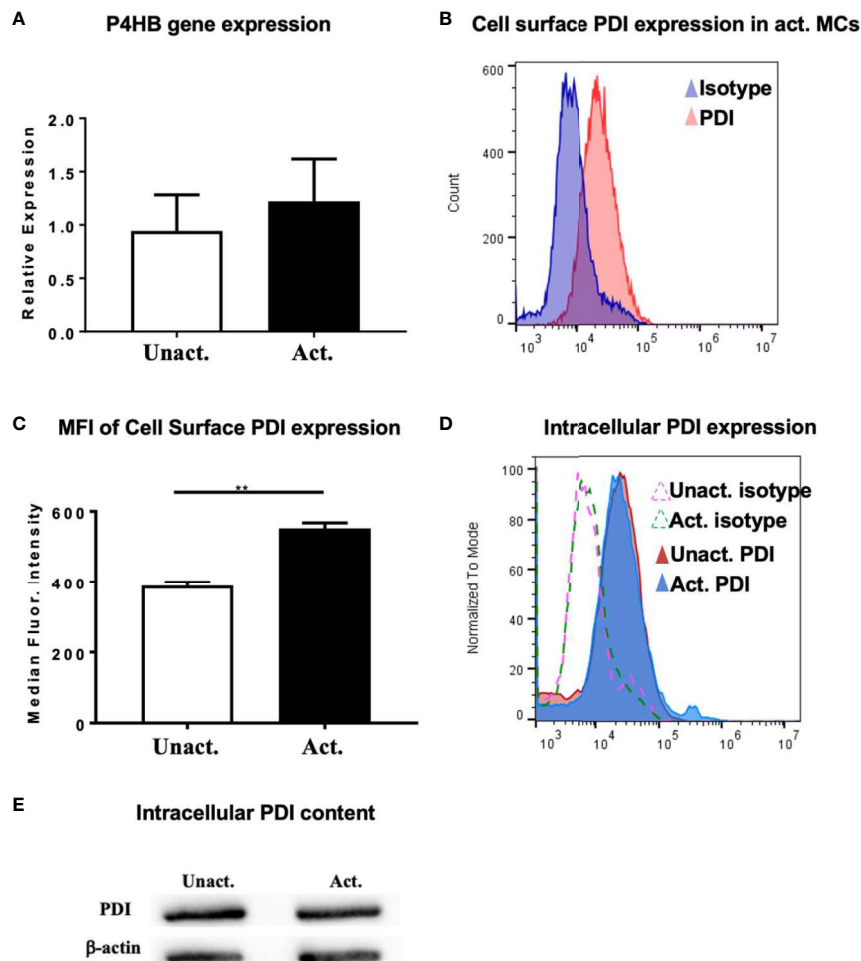 A
P4HB gene expression
Relative Expression
2.0
1.5
1.0
0.5
0.0
Unact.
Act.
B
Cell surface PDI expression in act. MCs
Count
600
400
200
0
10³ 10⁴ 10⁵ 10⁶ 10⁷
Isotype
PDI
C
MFI of Cell Surface PDI expression
Median Fluor. Intensity
600
400
200
0
**
Unact.
Act.
D
Intracellular PDI expression
Normalized To Mode
100
80
60
40
20
0
10³ 10⁴ 10⁵ 10⁶ 10⁷
Unact. isotype
Act. isotype
Unact. PDI
Act. PDI
E
Intracellular PDI content
Unact. Act.
PDI
β-actin